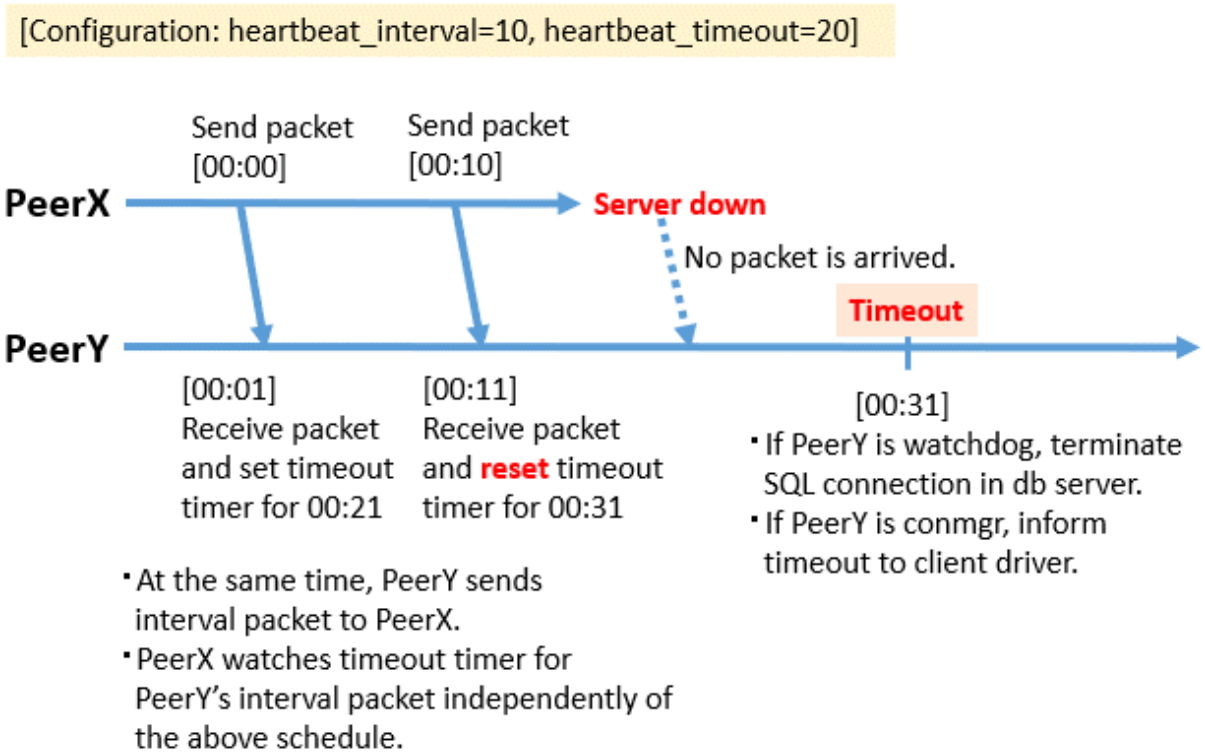 [Configuration: heartbeat_interval=10, heartbeat_timeout=20]
Send packet
[00:00]
Send packet
[00:10]
PeerX
Server down
No packet is arrived.
Timeout
PeerY
[00:01]
Receive packet
and set timeout
timer for 00:21
[00:11]
Receive packet
and reset timeout
timer for 00:31
[00:31]
▪ If PeerY is watchdog, terminate
SQL connection in db server.
▪ If PeerY is conmgr, inform
timeout to client driver.
▪ At the same time, PeerY sends
interval packet to PeerX.
▪ PeerX watches timeout timer for
PeerY’s interval packet independently of
the above schedule.